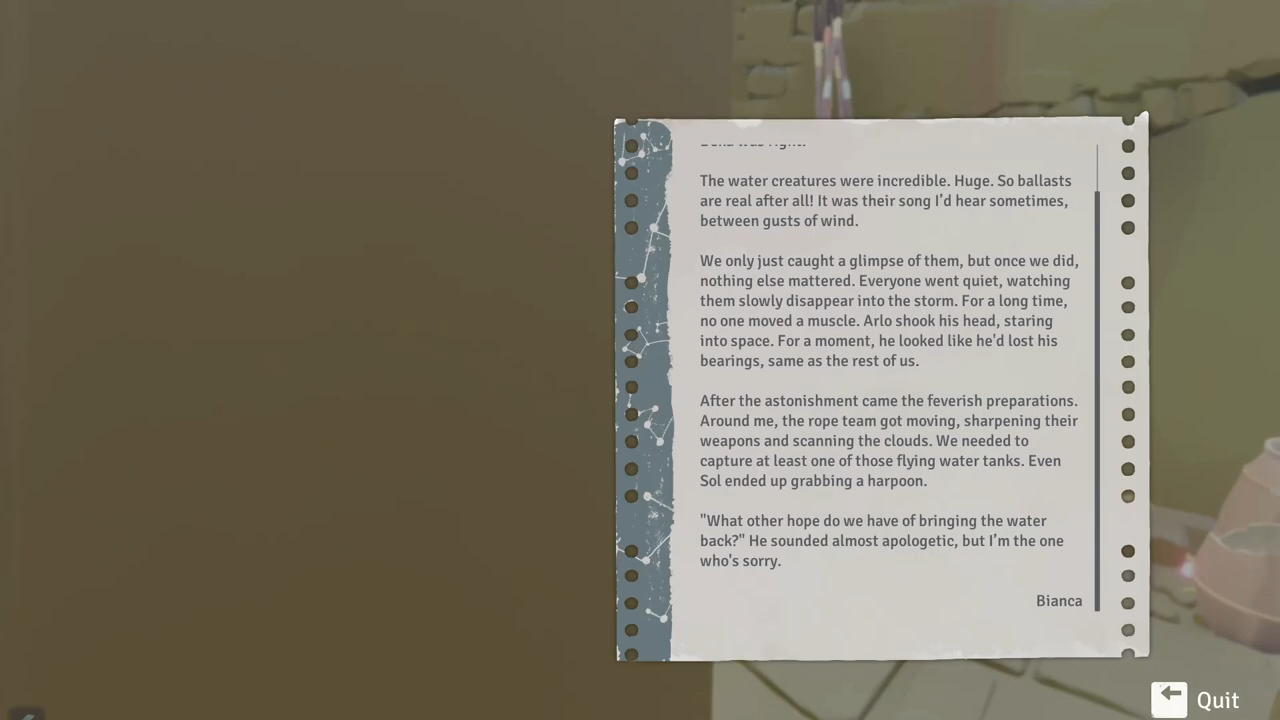 The water creatures were incredible. Huge. So ballasts
are real after all! It was their song I'd hear sometimes,
between gusts of wind.
We only just caught a glimpse of them, but once we did,
nothing else mattered. Everyone went quiet, watching
them slowly disappear into the storm. For a long time,
no one moved a muscle. Arlo shook his head, staring
into space. For a moment, he looked like he'd lost his
bearings, same as the rest of us.
After the astonishment came the feverish preparations.
Around me, the rope team got moving, sharpening their
weapons and scanning the clouds. We needed to
capture at least one of those flying water tanks. Even
Sol ended up grabbing a harpoon.
"What other hope do we have of bringing the water
back?" He sounded almost apologetic, but I'm the one
who's sorry.
Bianca
Quit